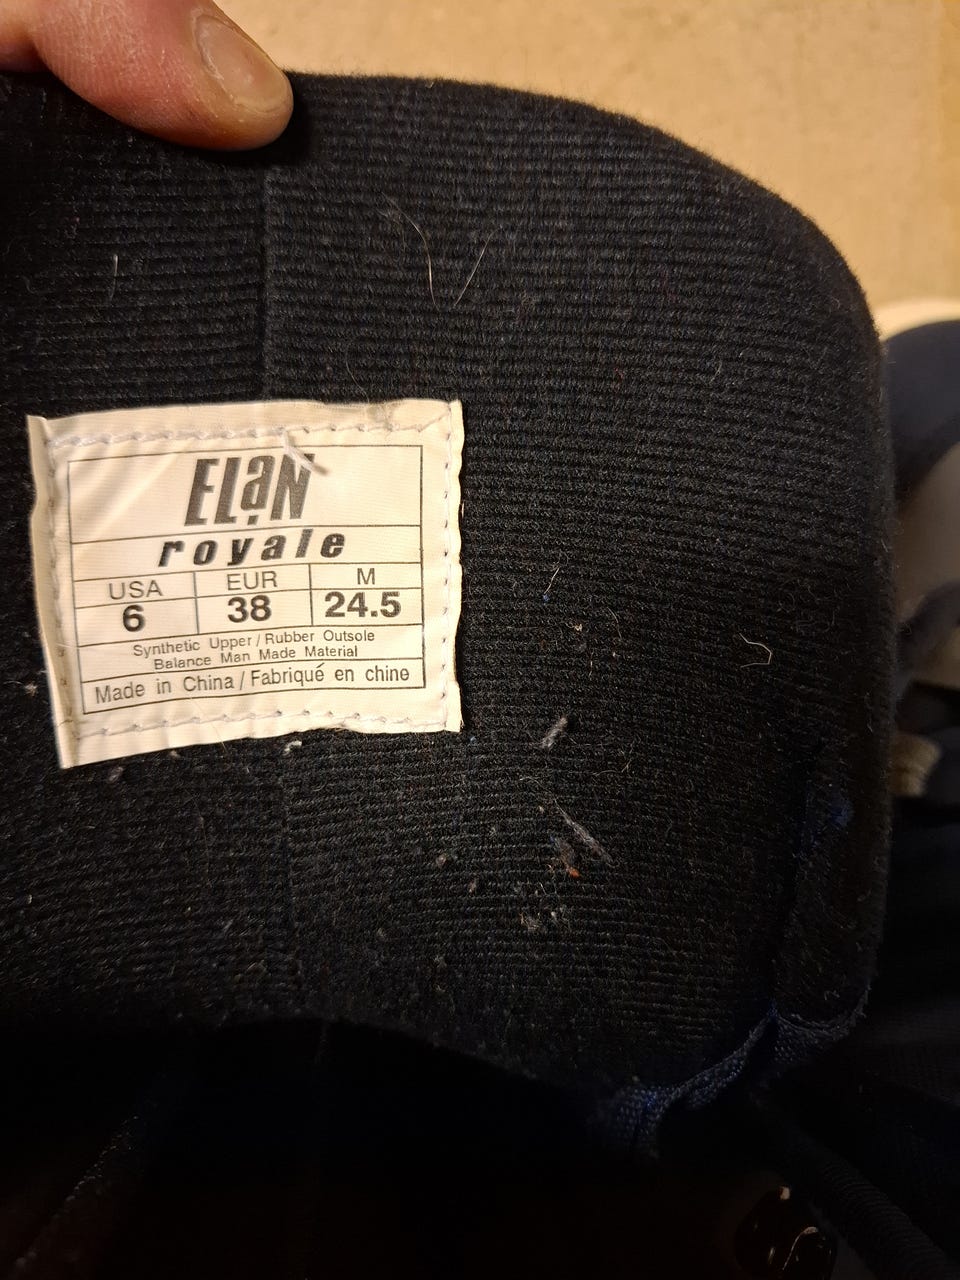 ELaN
royale
USA EUR M
6 38 24.5
Synthetic Upper / Rubber Outsole
Balance Man Made Material
Made in China / Fabriqué en chine